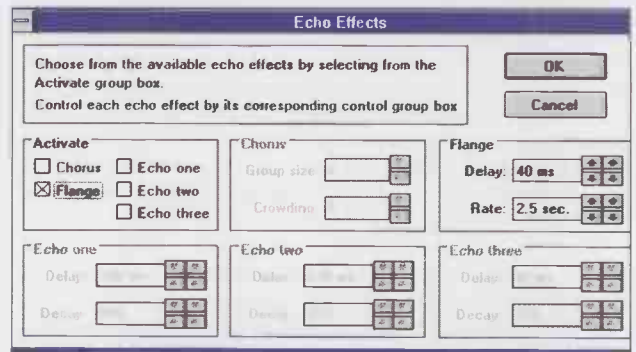 Echo Effects
Choose from the available echo effects by selecting from the
Activate group box.
Control each echo effect by its corresponding control group box
OK
Cancel
Activate
Chorus
Echo one
Flange
Echo two
Echo three
Chorus
Group size
Crowding
Flange
Delay: 40 ms
Rate: 2.5 sec.
Echo one
Delay:
Decay:
Echo two
Delay:
Decay:
Echo three
Delay:
Decay: